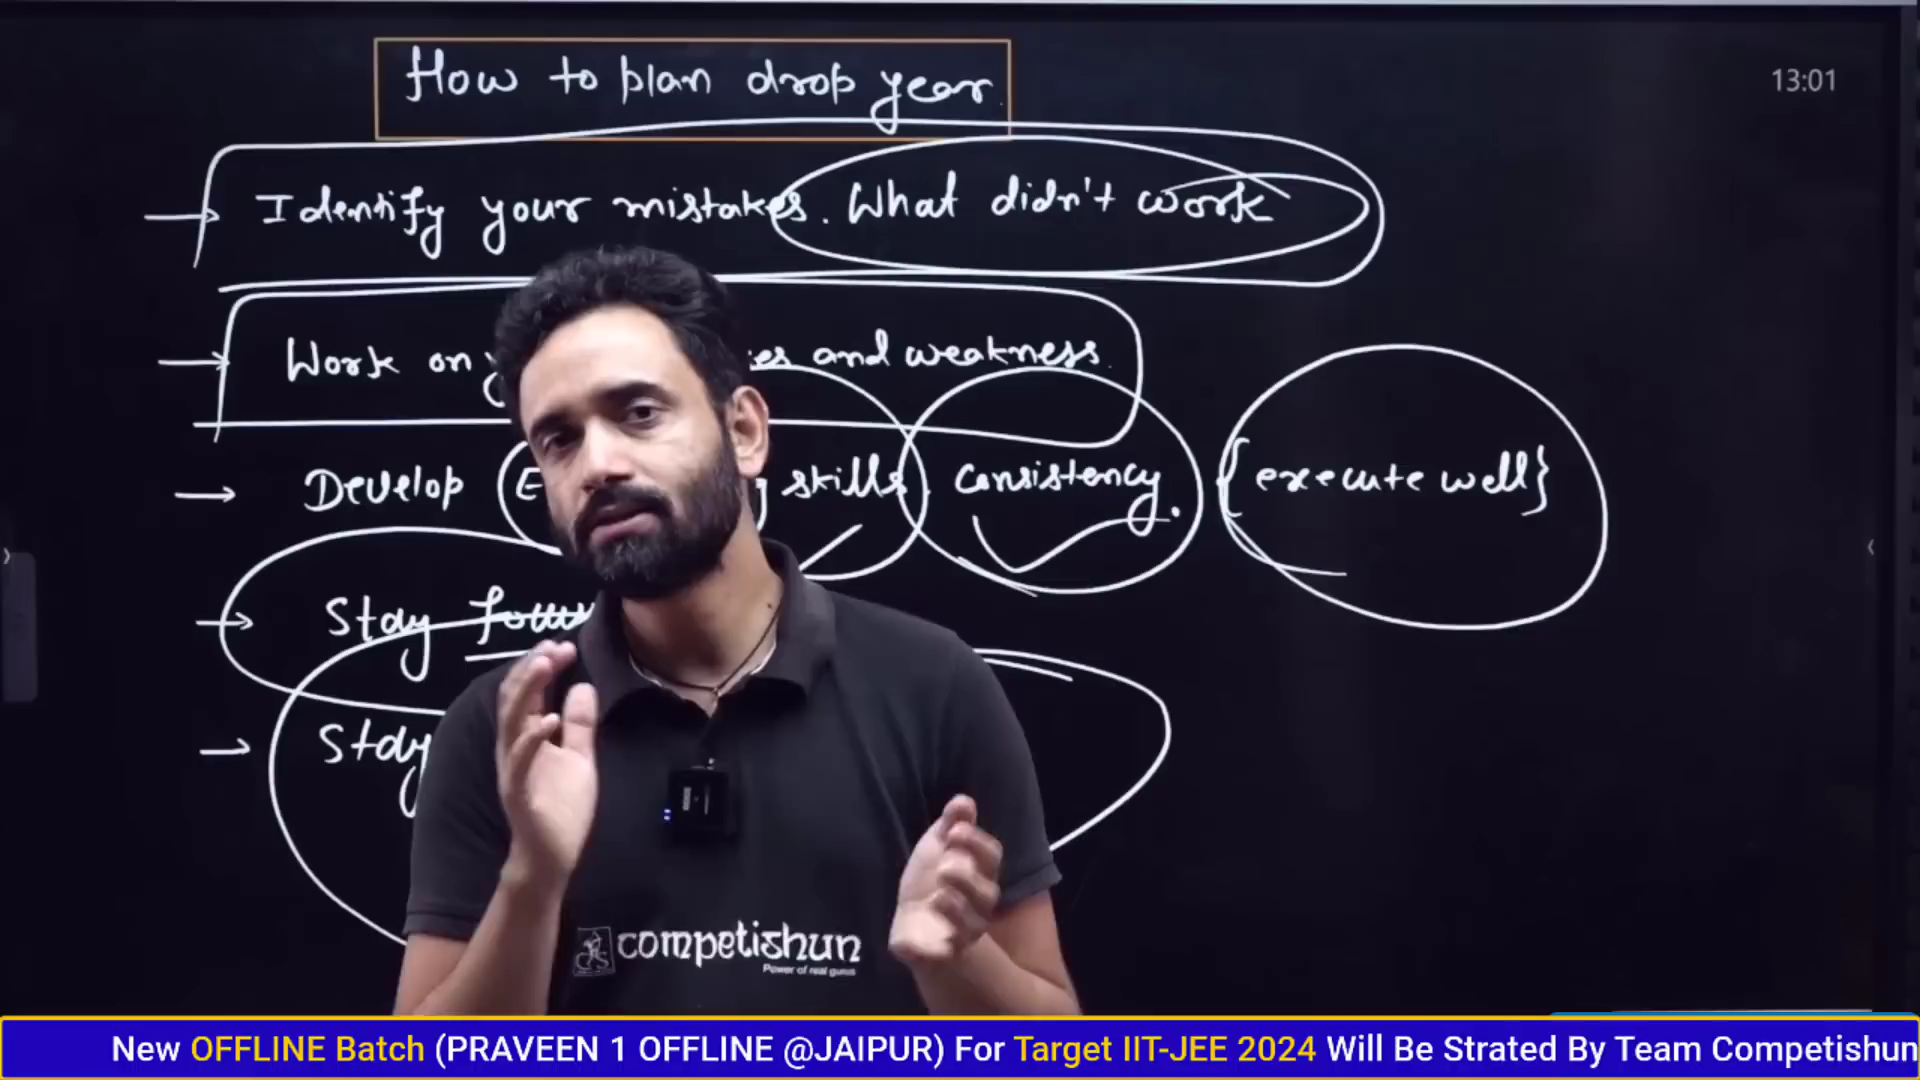 How to plan drop year.
13:01
→ Identify your mistakes. What didn't work
→ Work on and weakness.
→ Develop skills. consistency. {execute well}
→ Stay
→ Stay
competishun
Power of real gurus
New OFFLINE Batch (PRAVEEN 1 OFFLINE @JAIPUR) For Target IIT-JEE 2024 Will Be Strated By Team Competishun